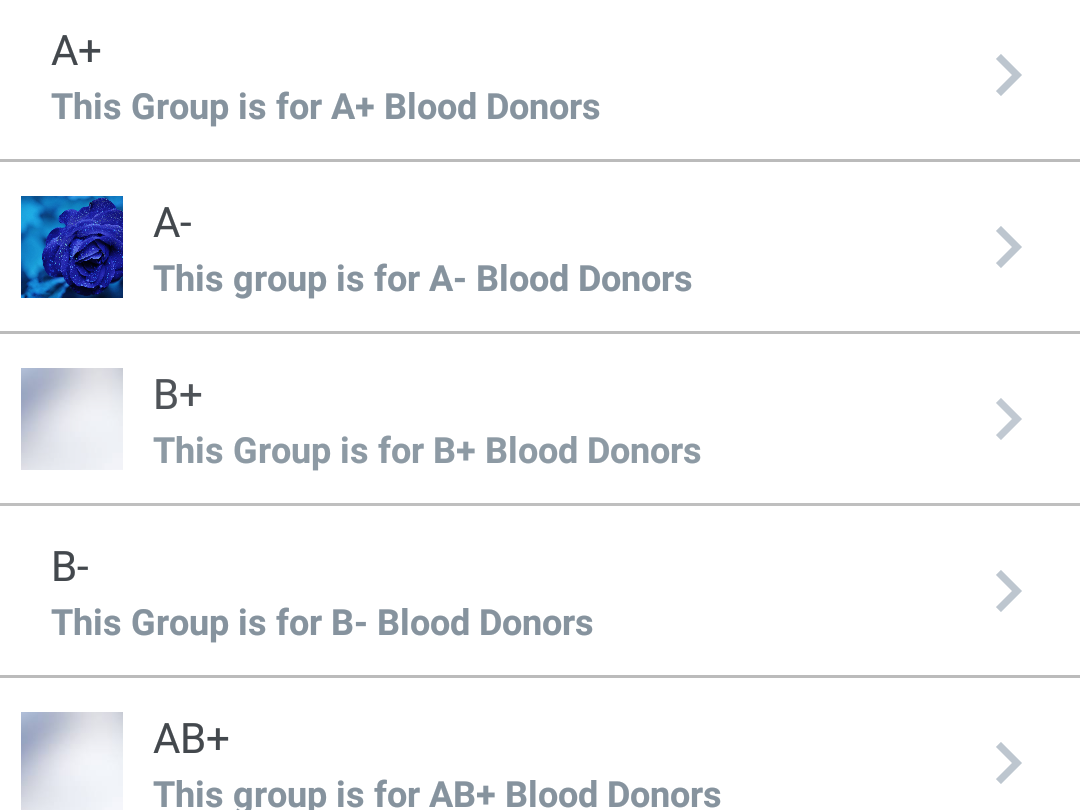 A+
This Group is for A+ Blood Donors
A-
This group is for A- Blood Donors
B+
This Group is for B+ Blood Donors
B-
This Group is for B- Blood Donors
AB+
This group is for AB+ Blood Donors